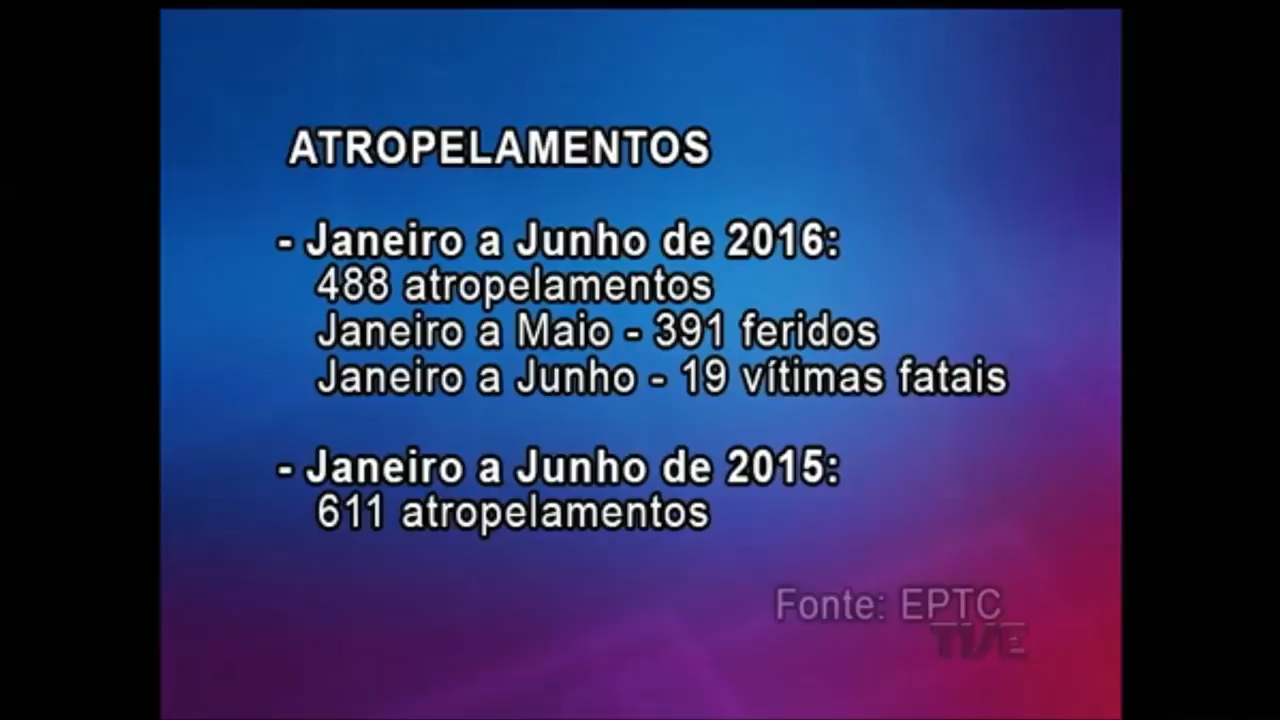 ATROPELAMENTOS
- Janeiro a Junho de 2016:
488 atropelamentos
Janeiro a Maio - 391 feridos
Janeiro a Junho - 19 vítimas fatais
- Janeiro a Junho de 2015:
611 atropelamentos
Fonte: EPTC
TVE